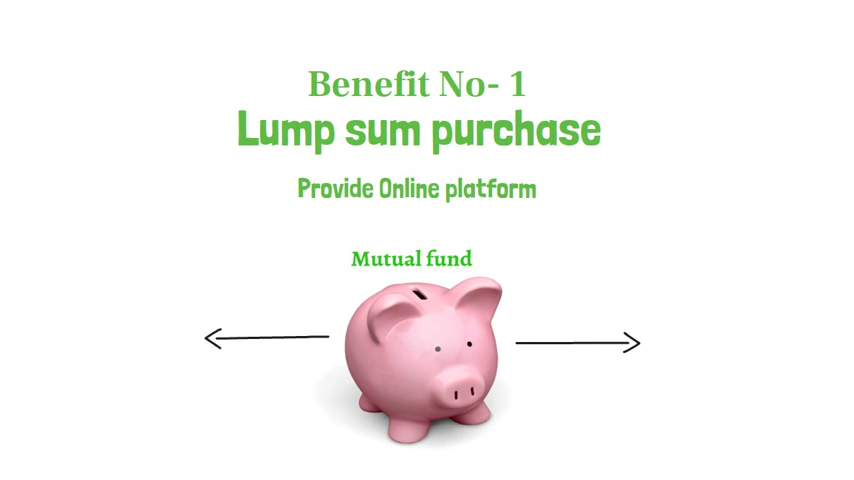 Benefit No- 1
Lump sum purchase
Provide Online platform
Mutual fund